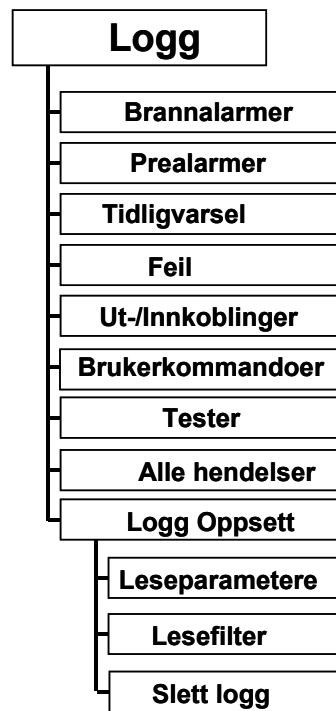 Logg
Brannalarmer
Prealarmer
Tidligvarsel
Feil
Ut-/Innkoblinger
Brukerkommandoer
Tester
Alle hendelser
Logg Oppsett
Leseparametere
Lesefilter
Slett logg